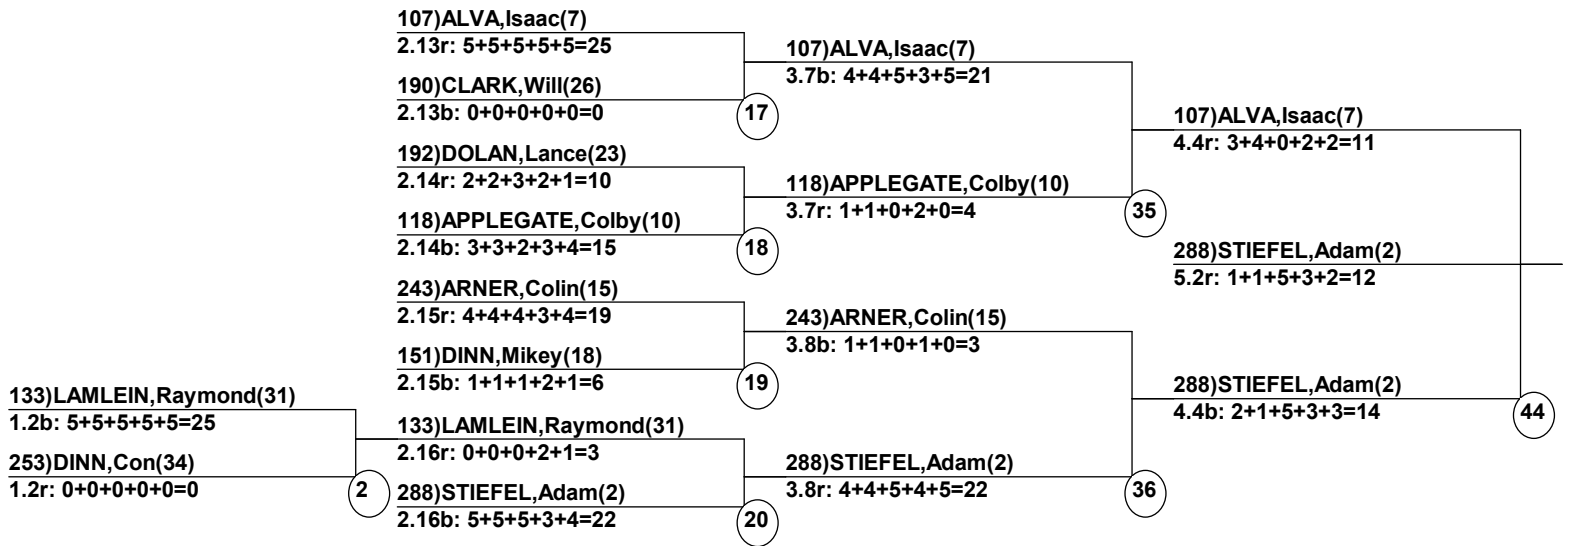 107)ALVA,Isaac(7)
2.13r: 5+5+5+5+5=25
190)CLARK,Will(26)
2.13b: 0+0+0+0+0=0
17
192)DOLAN,Lance(23)
2.14r: 2+2+3+2+1=10
118)APPLEGATE,Colby(10)
2.14b: 3+3+2+3+4=15
18
243)ARNER,Colin(15)
2.15r: 4+4+4+3+4=19
151)DINN,Mikey(18)
2.15b: 1+1+1+2+1=6
19
133)LAMLEIN,Raymond(31)
1.2b: 5+5+5+5+5=25
253)DINN,Con(34)
1.2r: 0+0+0+0+0=0
2
133)LAMLEIN,Raymond(31)
2.16r: 0+0+0+2+1=3
288)STIEFEL,Adam(2)
2.16b: 5+5+5+3+4=22
20
107)ALVA,Isaac(7)
3.7b: 4+4+5+3+5=21
118)APPLEGATE,Colby(10)
3.7r: 1+1+0+2+0=4
35
243)ARNER,Colin(15)
3.8b: 1+1+0+1+0=3
288)STIEFEL,Adam(2)
3.8r: 4+4+5+4+5=22
36
107)ALVA,Isaac(7)
4.4r: 3+4+0+2+2=11
288)STIEFEL,Adam(2)
4.4b: 2+1+5+3+3=14
44
288)STIEFEL,Adam(2)
5.2r: 1+1+5+3+2=12